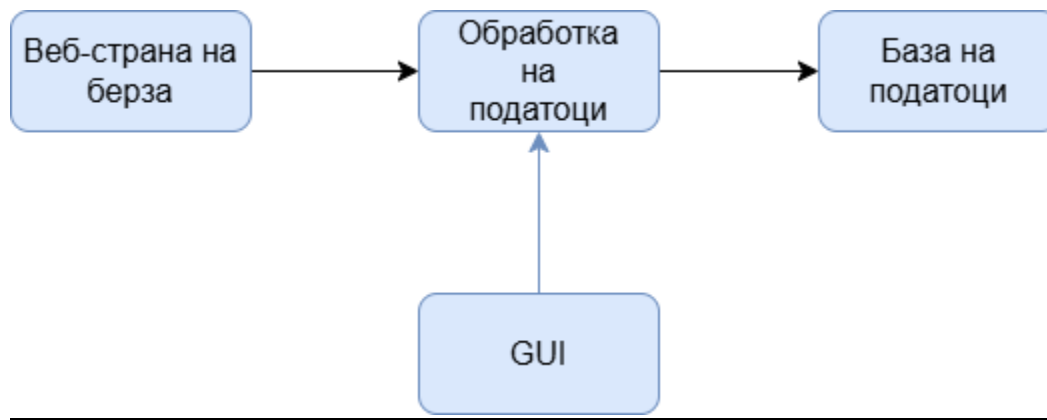 Веб-страна на
берза
Обработка
на
податоци
База на
податоци
GUI